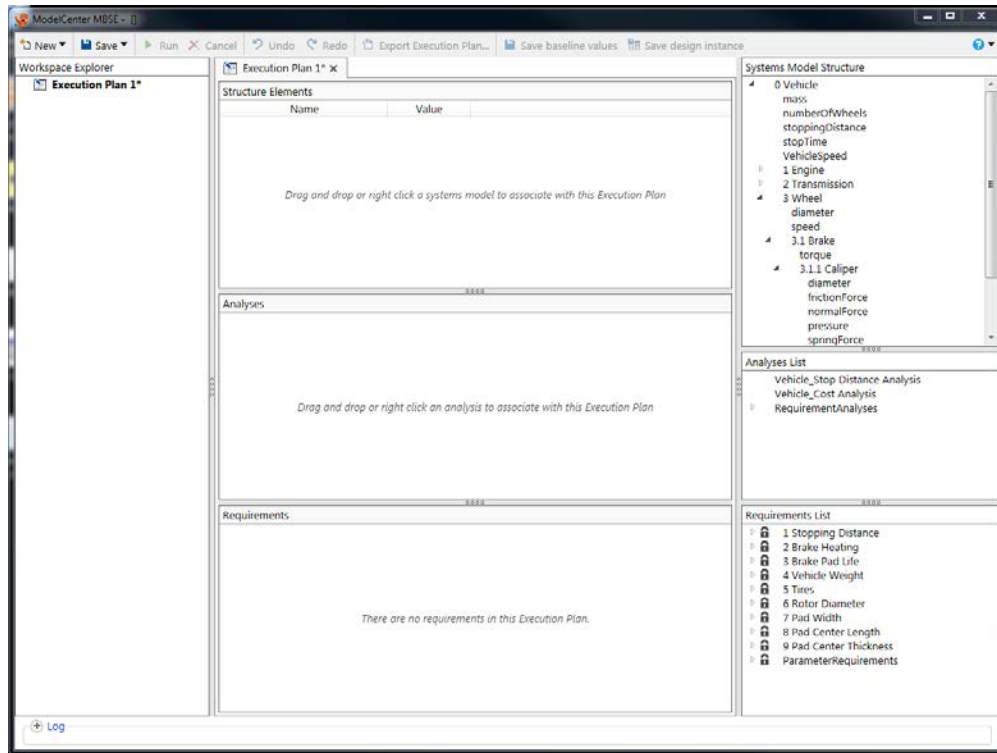 ModelCenter MBSE - []
New Save Run Cancel Undo Redo Export Execution Plan... Save baseline values Save design instance
Workspace Explorer
Execution Plan 1*
Execution Plan 1* x
Structure Elements
Name Value
Drag and drop or right click a systems model to associate with this Execution Plan
Analyses
Drag and drop or right click an analysis to associate with this Execution Plan
Requirements
There are no requirements in this Execution Plan.
Systems Model Structure
0 Vehicle
mass
numberOfWheels
stoppingDistance
stopTime
VehicleSpeed
1 Engine
2 Transmission
3 Wheel
diameter
speed
3.1 Brake
torque
3.1.1 Caliper
diameter
frictionForce
normalForce
pressure
springForce
Analyses List
Vehicle_Stop Distance Analysis
Vehicle_Cost Analysis
RequirementAnalyses
Requirements List
1 Stopping Distance
2 Brake Heating
3 Brake Pad Life
4 Vehicle Weight
5 Tires
6 Rotor Diameter
7 Pad Width
8 Pad Center Length
9 Pad Center Thickness
ParameterRequirements
Log